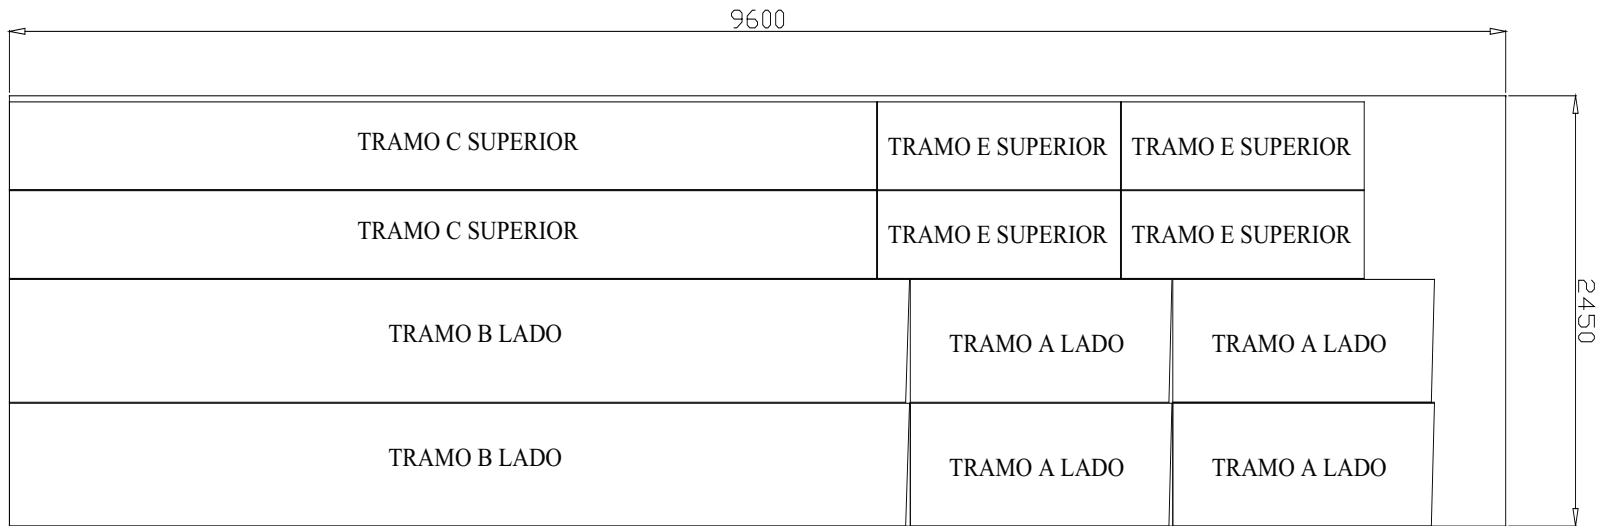 9600
TRAMO C SUPERIOR
TRAMO E SUPERIOR
TRAMO E SUPERIOR
TRAMO C SUPERIOR
TRAMO E SUPERIOR
TRAMO E SUPERIOR
2450
TRAMO B LADO
TRAMO A LADO
TRAMO A LADO
TRAMO B LADO
TRAMO A LADO
TRAMO A LADO